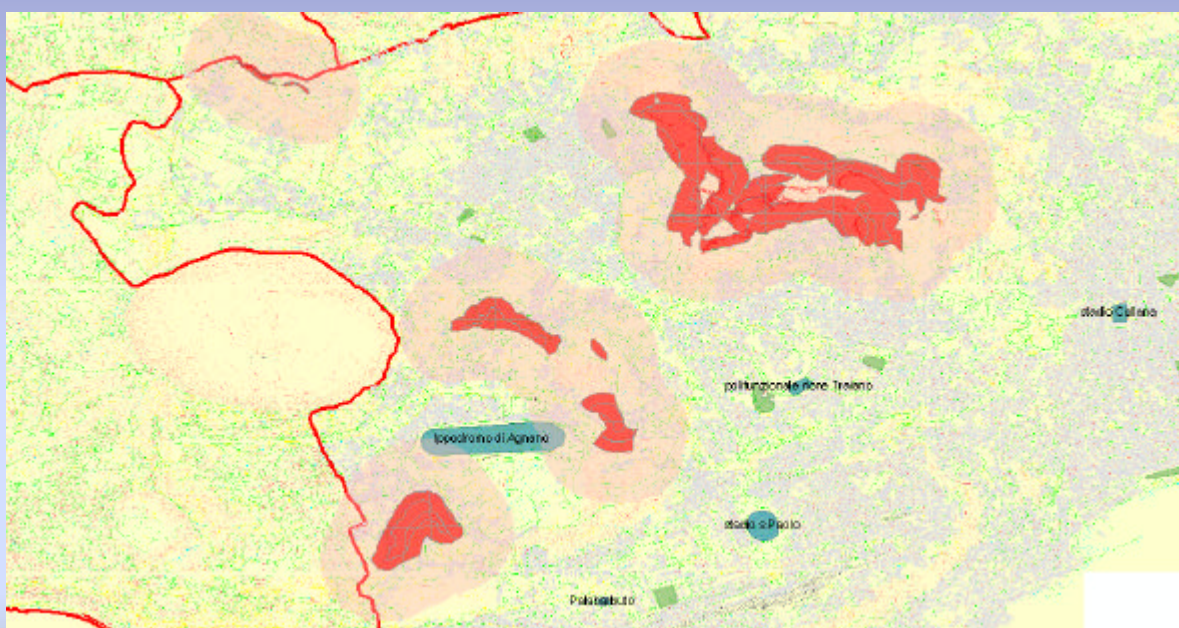 stadio Collana
polifunzionale rione Traiano
Ippodromo di Agnano
stadio s.Paolo
Palabarbuto